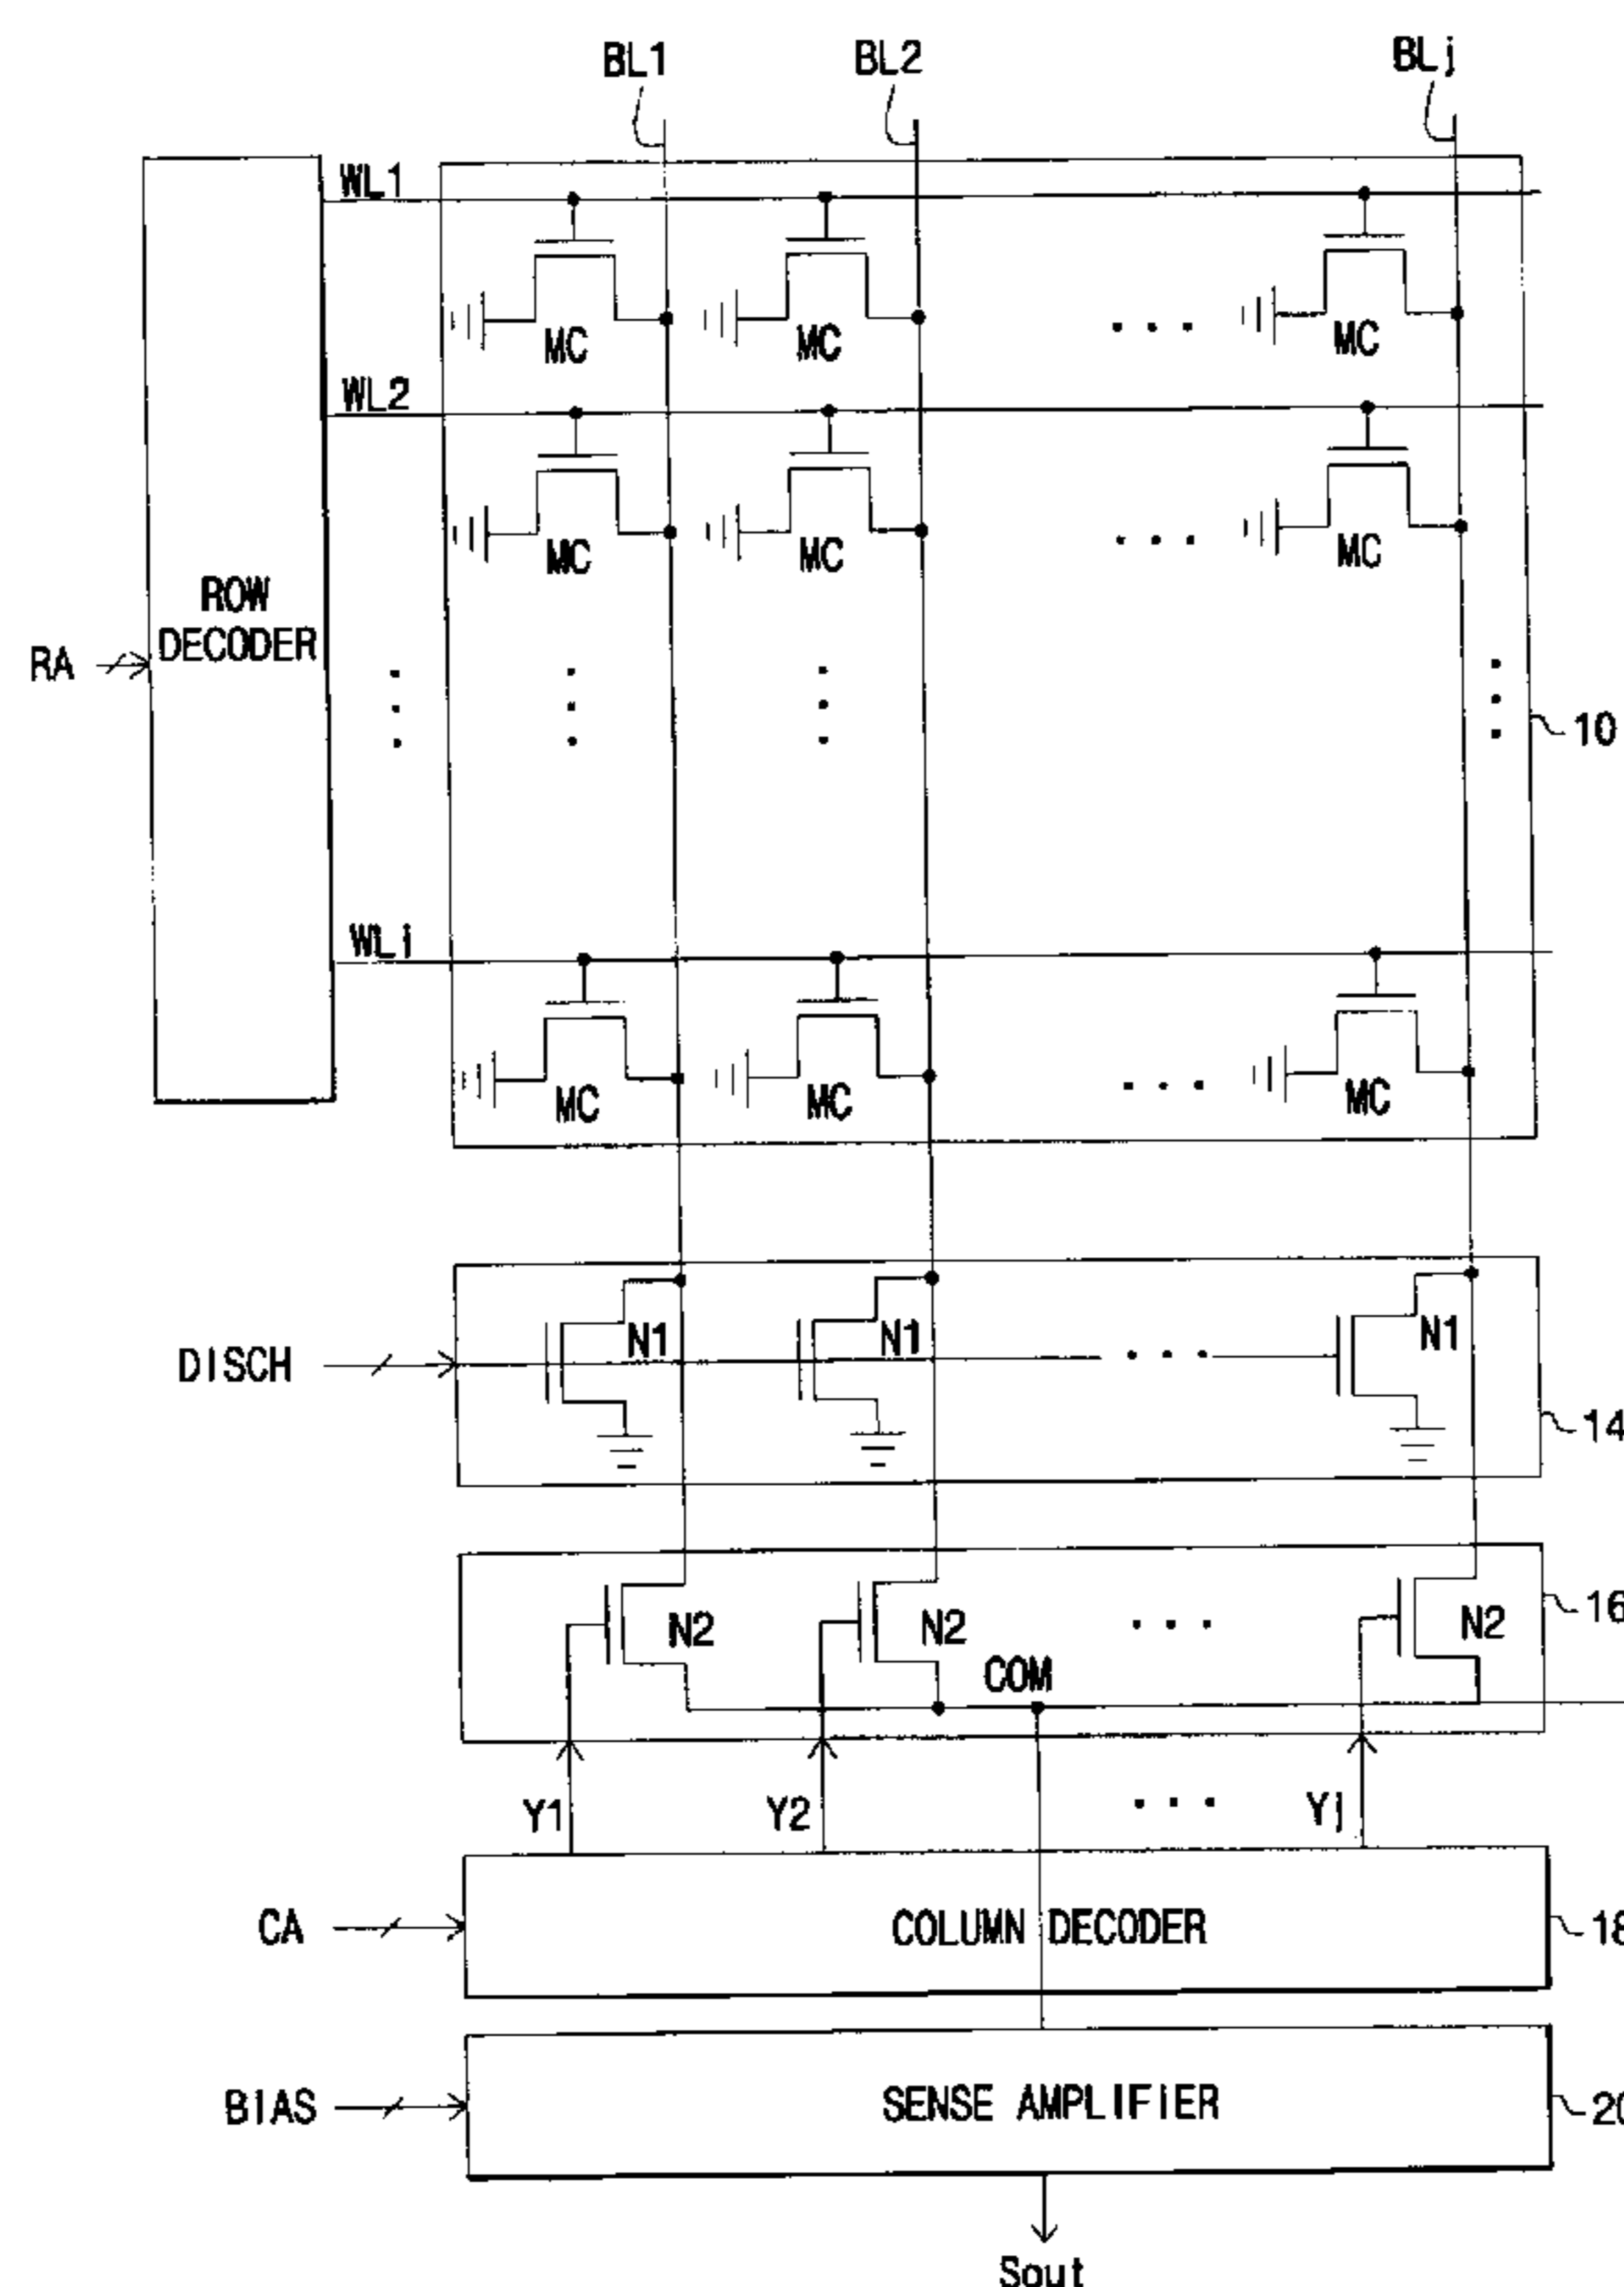 BL1 BL2 BLj
WL1
MC MC MC
WL2
MC MC MC
ROW
DECODER
RA
10
WLi
MC MC MC
N1 N1 N1
DISCH
14
16
N2 N2 N2
COM
Y1 Y2 Yj
CA COLUMN DECODER 18
BIAS SENSE AMPLIFIER 20
Sout